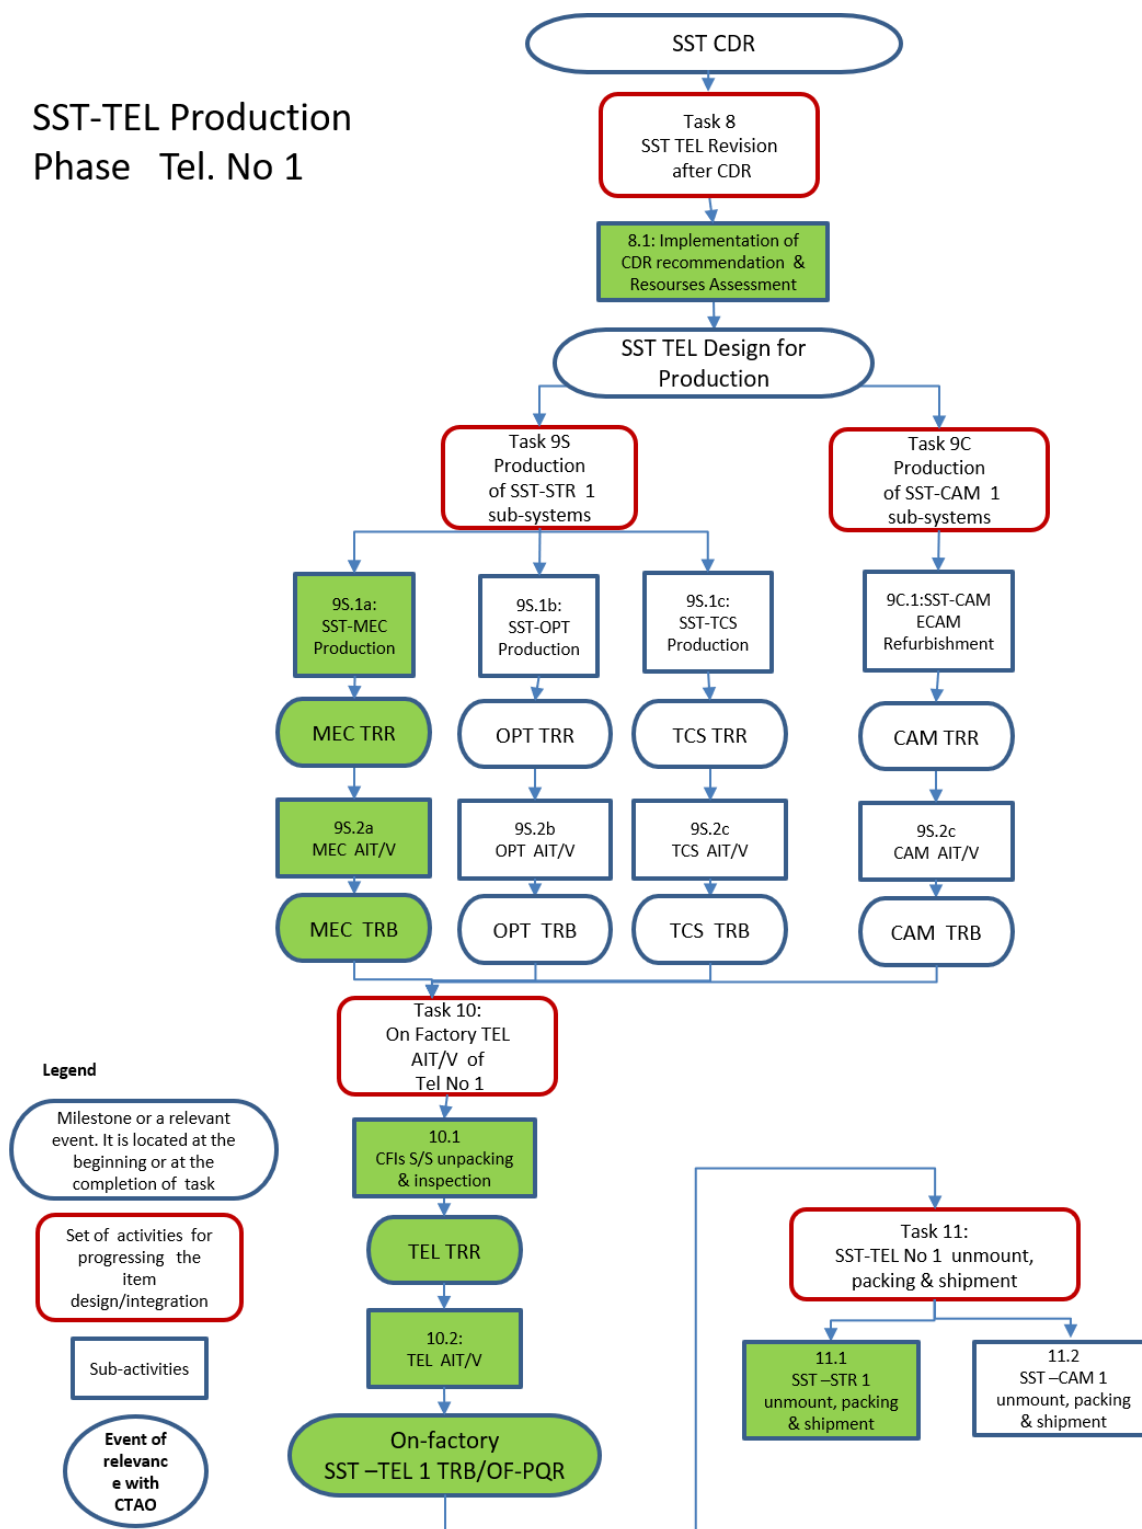 SST CDR
SST-TEL Production
Phase Tel. No 1
Task 8
SST TEL Revision
after CDR
8.1: Implementation of
CDR recommendation &
Resourses Assessment
SST TEL Design for
Production
Task 9S
Production
of SST-STR 1
sub-systems
Task 9C
Production
of SST-CAM 1
sub-systems
9S.1a:
SST-MEC
Production
9S.1b:
SST-OPT
Production
9S.1c:
SST-TCS
Production
9C.1:SST-CAM
ECAM
Refurbishment
MEC TRR
OPT TRR
TCS TRR
CAM TRR
9S.2a
MEC AIT/V
9S.2b
OPT AIT/V
9S.2c
TCS AIT/V
9S.2c
CAM AIT/V
MEC TRB
OPT TRB
TCS TRB
CAM TRB
Task 10:
On Factory TEL
AIT/V of
Tel No 1
10.1
CFIs S/S unpacking
& inspection
TEL TRR
10.2:
TEL AIT/V
On-factory
SST –TEL 1 TRB/OF-PQR
Task 11:
SST-TEL No 1 unmount,
packing & shipment
11.1
SST –STR 1
unmount, packing
& shipment
11.2
SST –CAM 1
unmount, packing
& shipment
Legend
Milestone or a relevant
event. It is located at the
beginning or at the
completion of task
Set of activities for
progressing the
item
design/integration
Sub-activities
Event of
relevanc
e with
CTAO